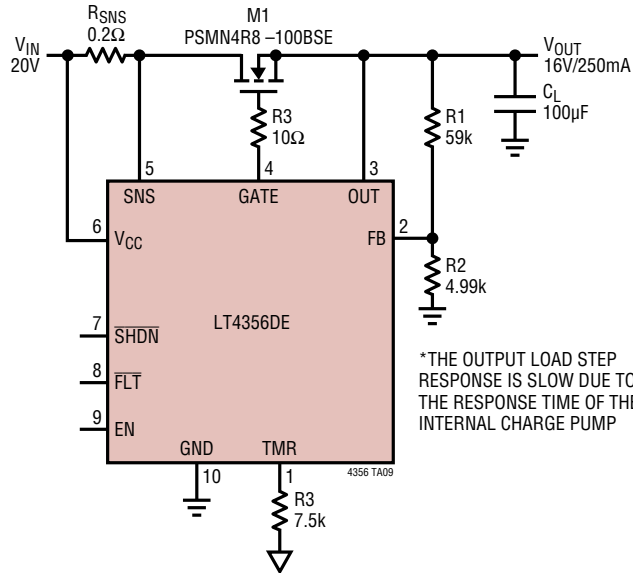 RSNS
0.2Ω
M1
PSMN4R8 –100BSE
VIN
20V
VOUT
16V/250mA
CL
100µF
R3
10Ω
R1
59k
5
4
3
SNS
GATE
OUT
6
VCC
FB
2
R2
4.99k
LT4356DE
7
SHDN
8
FLT
9
EN
*THE OUTPUT LOAD STEP
RESPONSE IS SLOW DUE TO
THE RESPONSE TIME OF THE
INTERNAL CHARGE PUMP
GND
TMR
10
1
4356 TA09
R3
7.5k